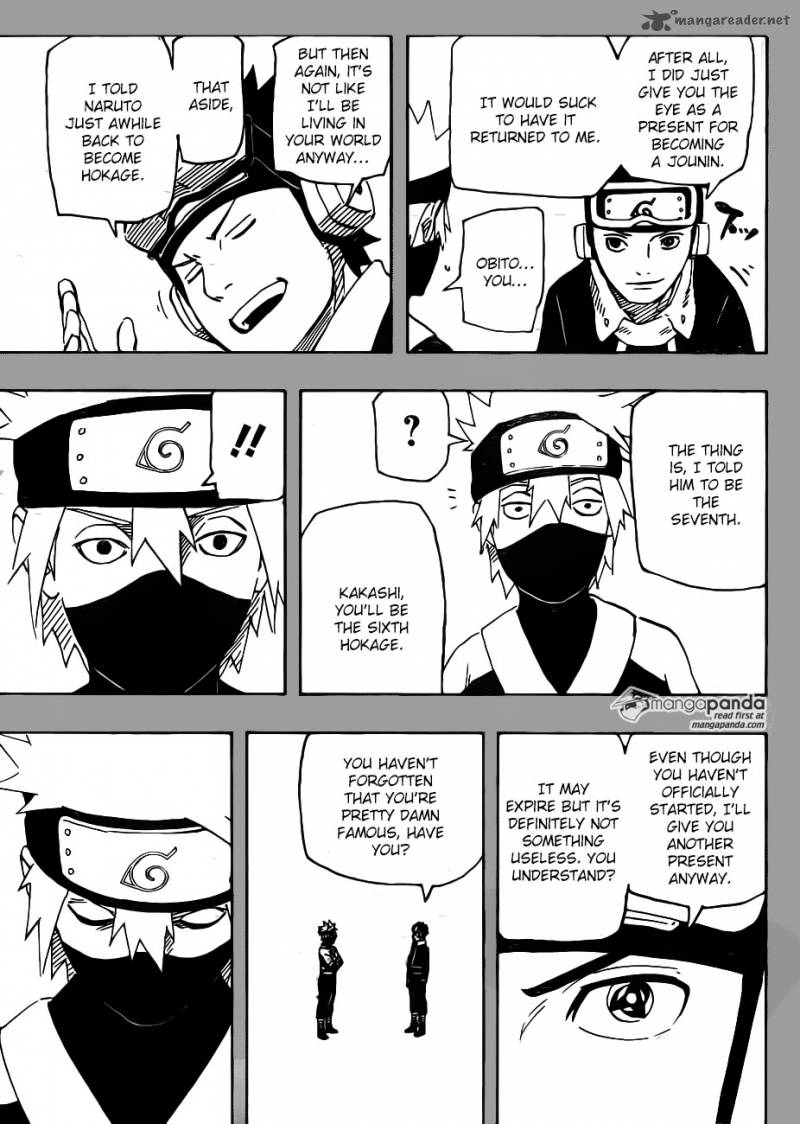 mangareader.net
AFTER ALL,
I DID JUST
GIVE YOU THE
EYE AS A
PRESENT FOR
BECOMING
A JOUNIN.
IT WOULD SUCK
TO HAVE IT
RETURNED TO ME.
ズッ
OBITO...
YOU...
BUT THEN
AGAIN, IT'S
NOT LIKE
I'LL BE
LIVING IN
YOUR WORLD
ANYWAY...
THAT
ASIDE,
I TOLD
NARUTO
JUST AWHILE
BACK TO
BECOME
HOKAGE.
THE THING
IS, I TOLD
HIM TO BE
THE
SEVENTH.
?
KAKASHI,
YOU'LL BE
THE SIXTH
HOKAGE.
!!
mangapanda
read first at
mangapanda.com
EVEN THOUGH
YOU HAVEN'T
OFFICIALLY
STARTED, I'LL
GIVE YOU
ANOTHER
PRESENT
ANYWAY.
IT MAY
EXPIRE BUT IT'S
DEFINITELY NOT
SOMETHING
USELESS. YOU
UNDERSTAND?
YOU HAVEN'T
FORGOTTEN
THAT YOU'RE
PRETTY DAMN
FAMOUS, HAVE
YOU?